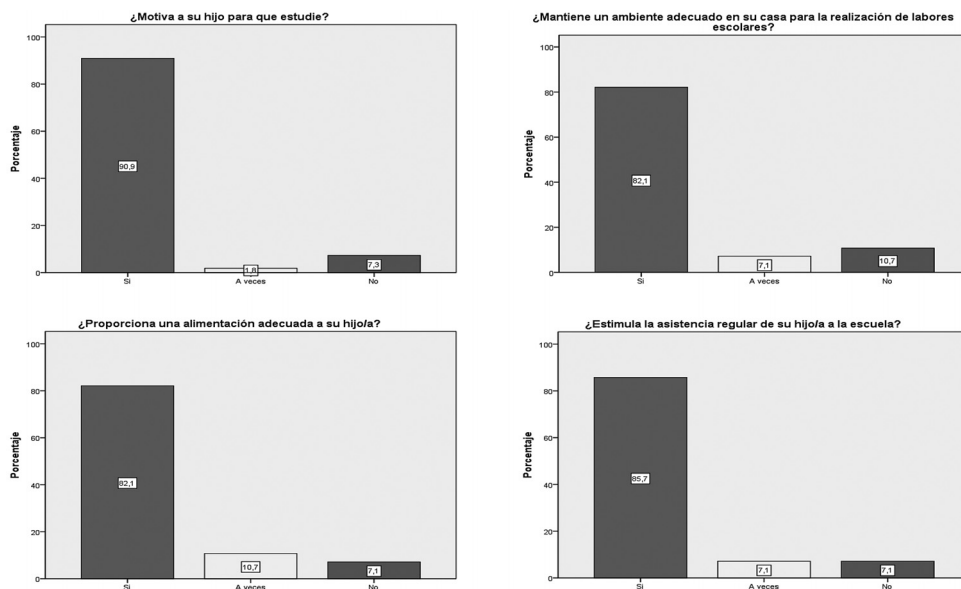 ¿Motiva a su hijo para que estudie?
100
80
60
40
20
0
Porcentaje
90,9
1,8
7,3
Si
A veces
No
¿Mantiene un ambiente adecuado en su casa para la realización de labores
escolares?
100
80
60
40
20
0
Porcentaje
82,1
7,1
10,7
Si
A veces
No
¿Proporciona una alimentación adecuada a su hijo/a?
100
80
60
40
20
0
Porcentaje
82,1
10,7
7,1
Si
A veces
No
¿Estimula la asistencia regular de su hijo/a a la escuela?
100
80
60
40
20
0
Porcentaje
85,7
7,1
7,1
Si
A veces
No